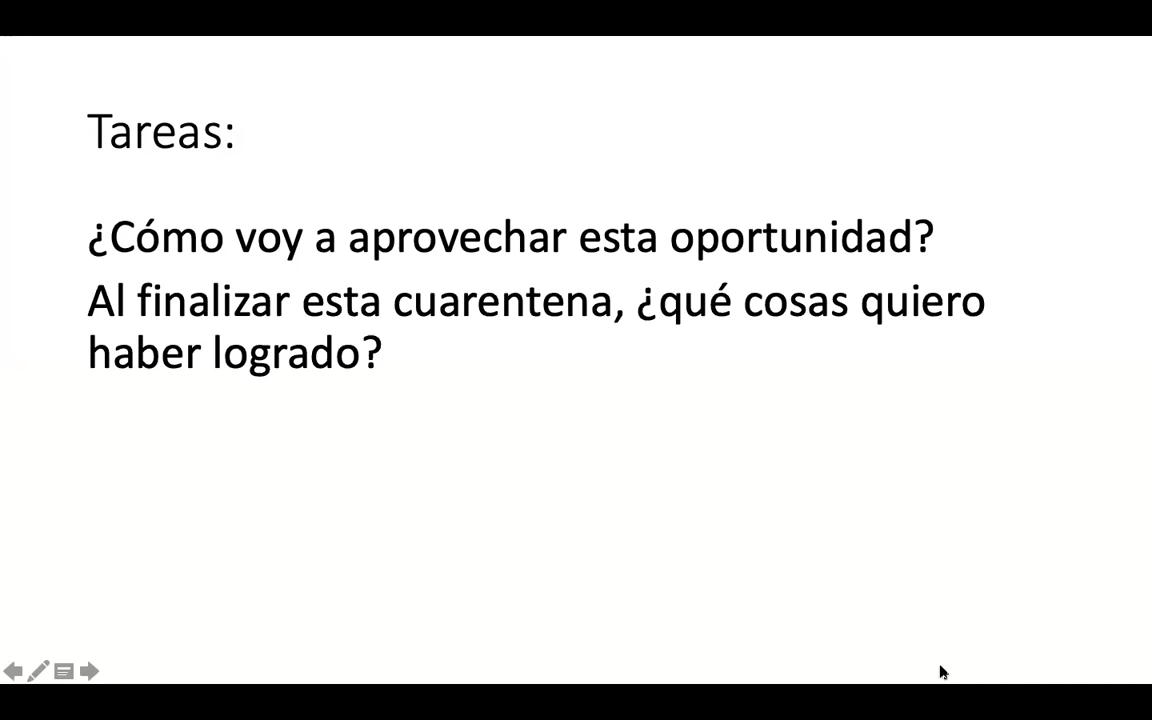 Tareas:
¿Cómo voy a aprovechar esta oportunidad?
Al finalizar esta cuarentena, ¿qué cosas quiero
haber logrado?